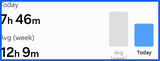 Today
7h 46m
Avg (week)
12h 9m
Avg
(week)
Today